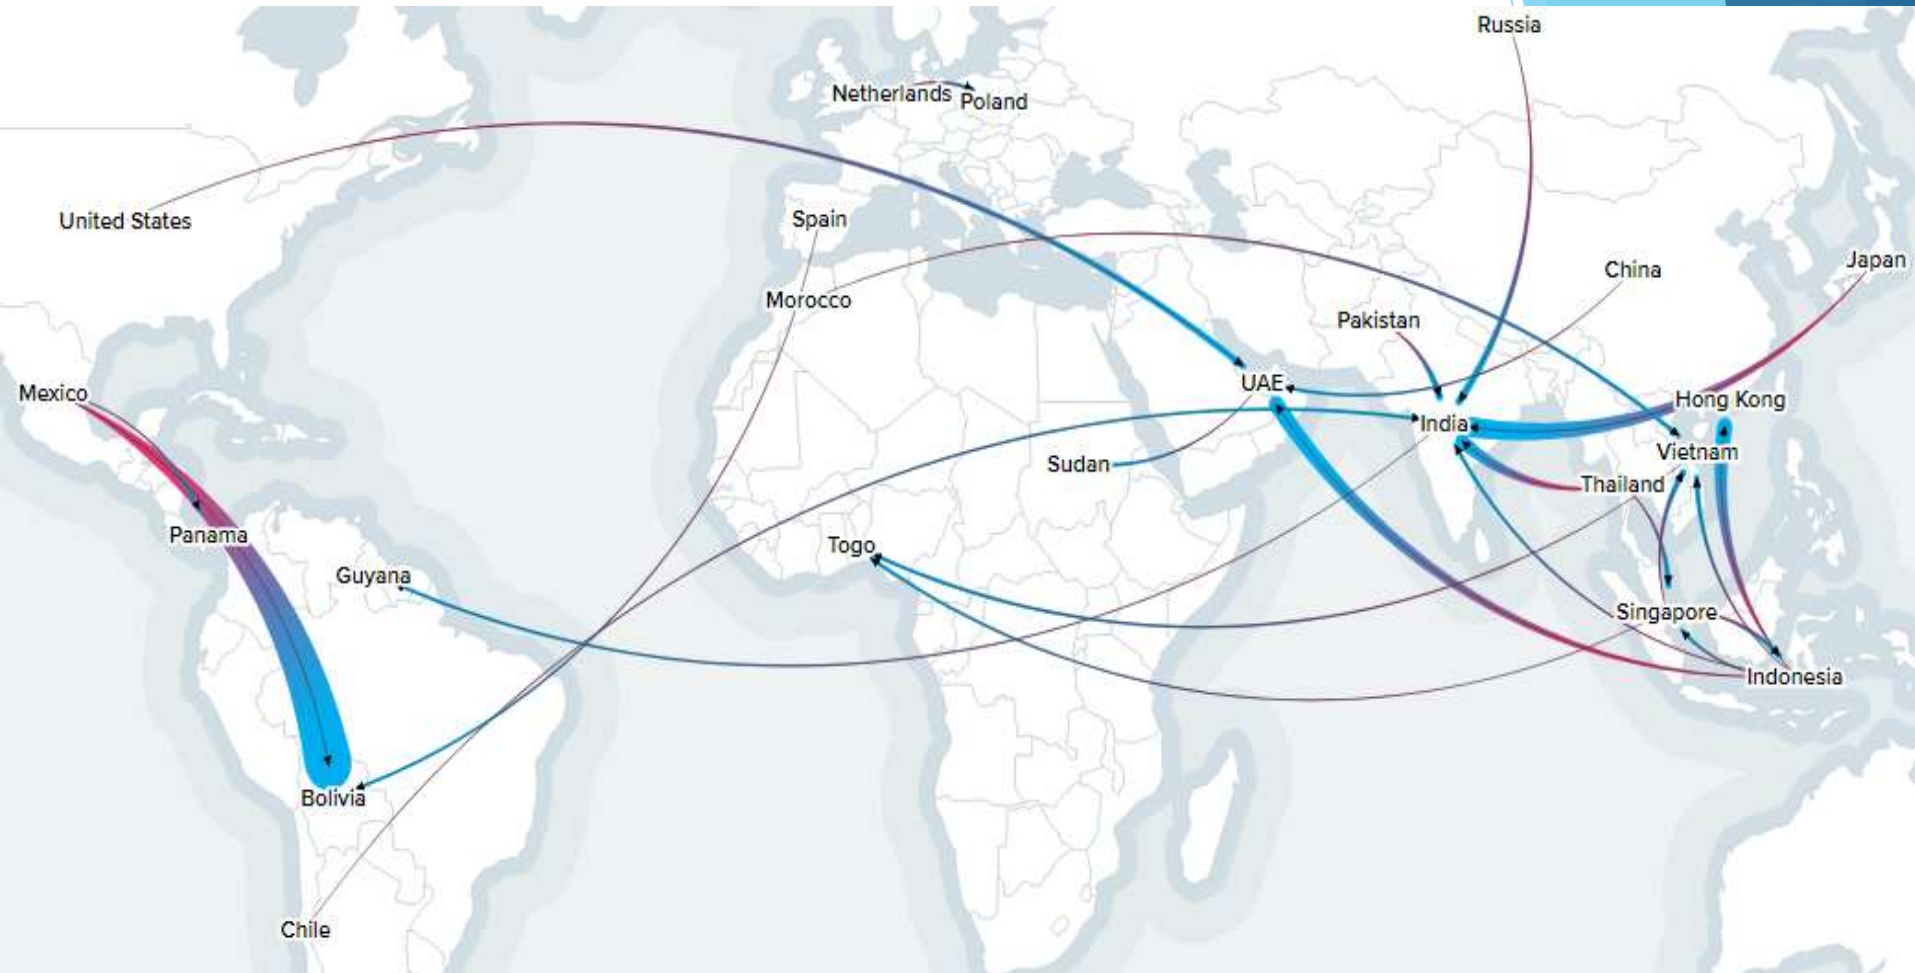 Russia
Netherlands
Poland
United States
Spain
Japan
China
Morocco
Pakistan
UAE
Mexico
Hong Kong
India
Vietnam
Sudan
Thailand
Panama
Togo
Guyana
Singapore
Indonesia
Bolivia
Chile